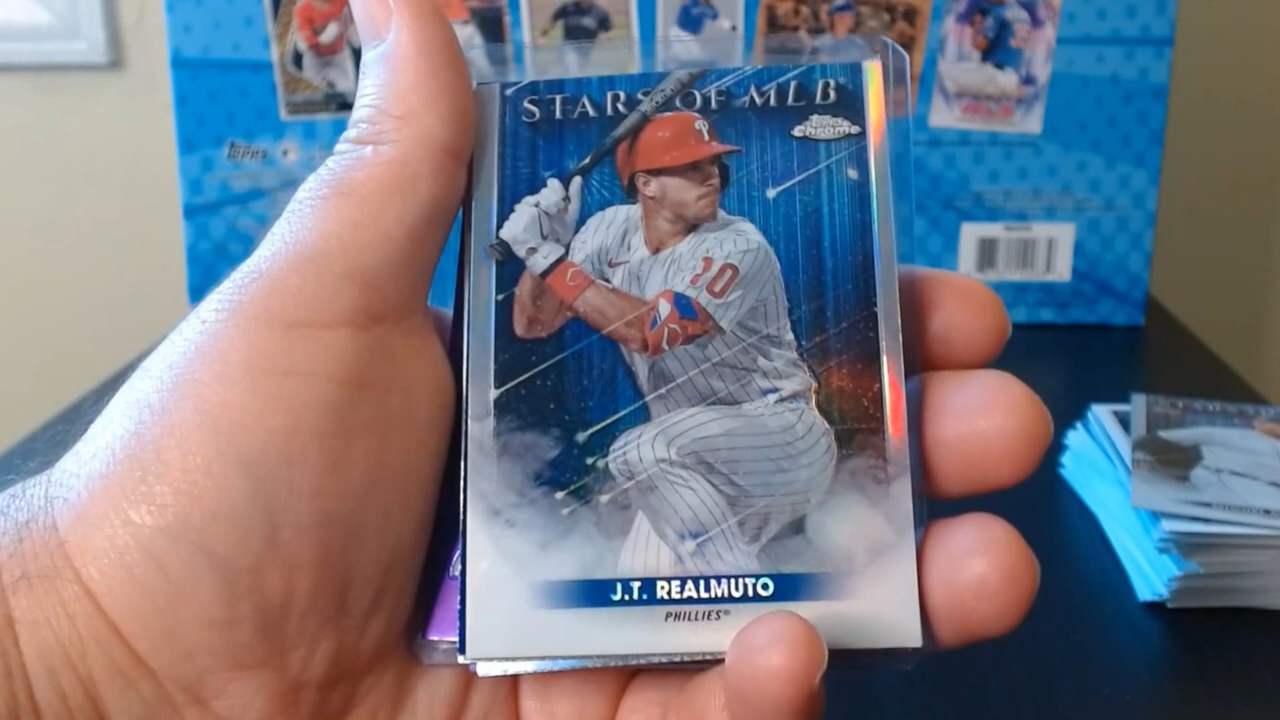 STARS OF MLB
Topps
Chrome
P
10
J.T. REALMUTO
PHILLIES®
Topps